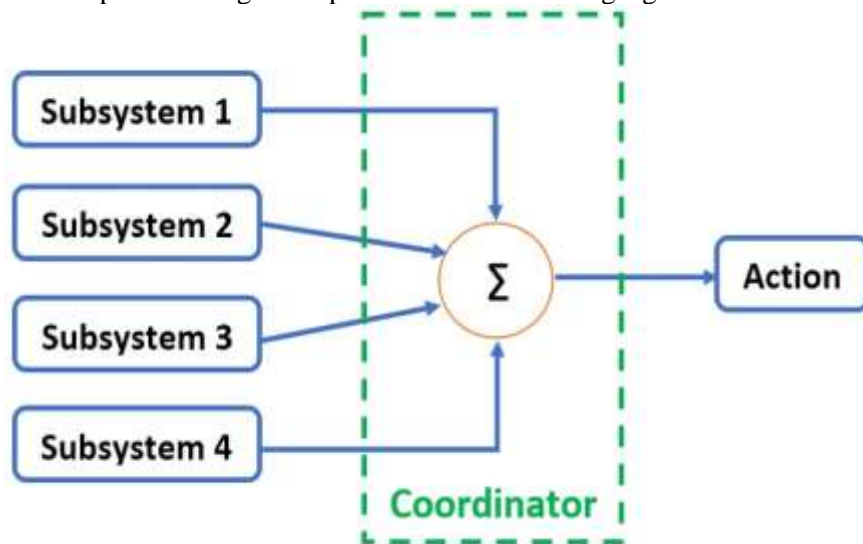 Subsystem 1
Subsystem 2
Subsystem 3
Subsystem 4
Σ
Action
Coordinator